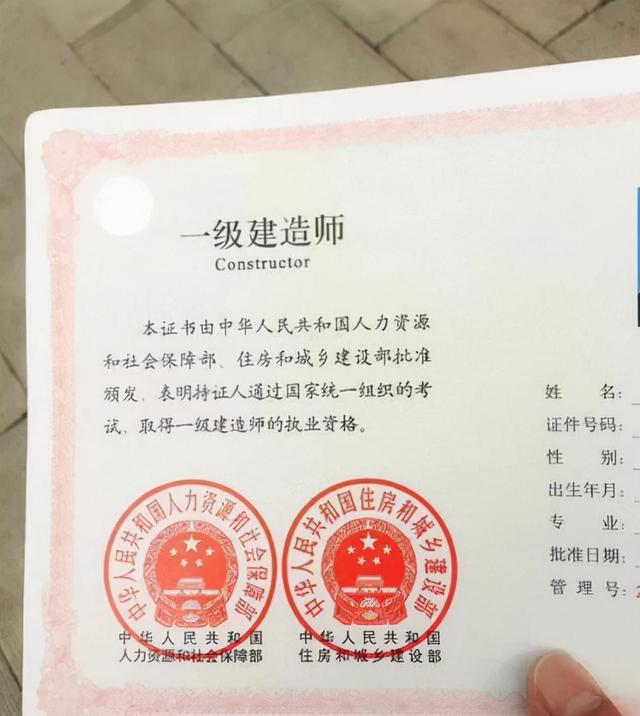 一级建造师
Constructor
本证书由中华人民共和国人力资源
和社会保障部、住房和城乡建设部批准
颁发，表明持证人通过国家统一组织的考
试，取得一级建造师的执业资格。
中华人民共和国人力资源和社会保障部
中华人民共和国住房和城乡建设部
中华人民共和国
人力资源和社会保障部
中华人民共和国
住房和城乡建设部
姓 名：
证件号码：
性 别：
出生年月：
专 业：
批准日期：
管 理 号：